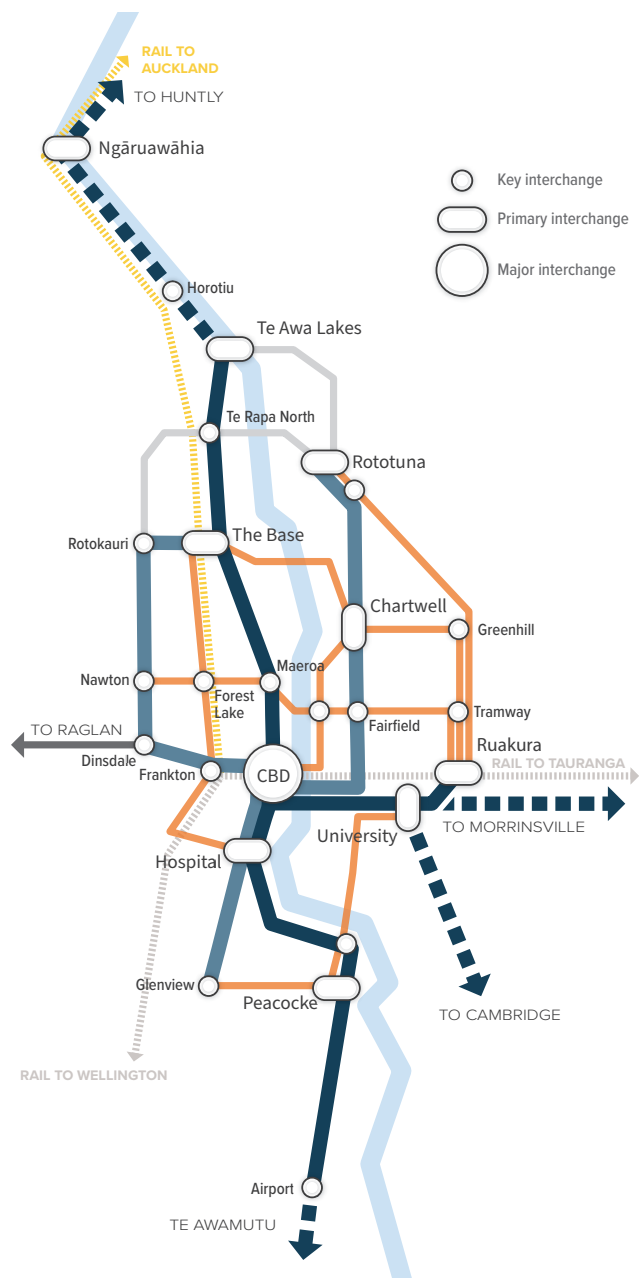 RAIL TO
AUCKLAND
TO HUNTLY
Ngāruawāhia
Key interchange
Primary interchange
Major interchange
Horotiu
Te Awa Lakes
Te Rapa North
Rototuna
The Base
Rotokauri
Chartwell
Greenhill
Maeroa
Nawton
Forest
Lake
Fairfield
Tramway
TO RAGLAN
Dinsdale
Ruakura
Frankton
CBD
RAIL TO TAURANGA
University
TO MORRINSVILLE
Hospital
Glenview
Peacocke
TO CAMBRIDGE
RAIL TO WELLINGTON
Airport
TE AWAMUTU